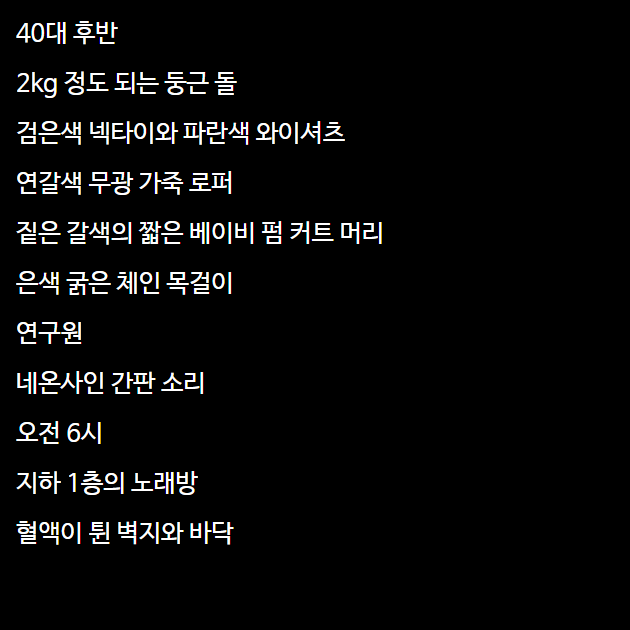 40대 후반
2kg 정도 되는 둥근 돌
검은색 넥타이와 파란색 와이셔츠
연갈색 무광 가죽 로퍼
짙은 갈색의 짧은 베이비 펌 커트 머리
은색 굵은 체인 목걸이
연구원
네온사인 간판 소리
오전 6시
지하 1층의 노래방
혈액이 튄 벽지와 바닥